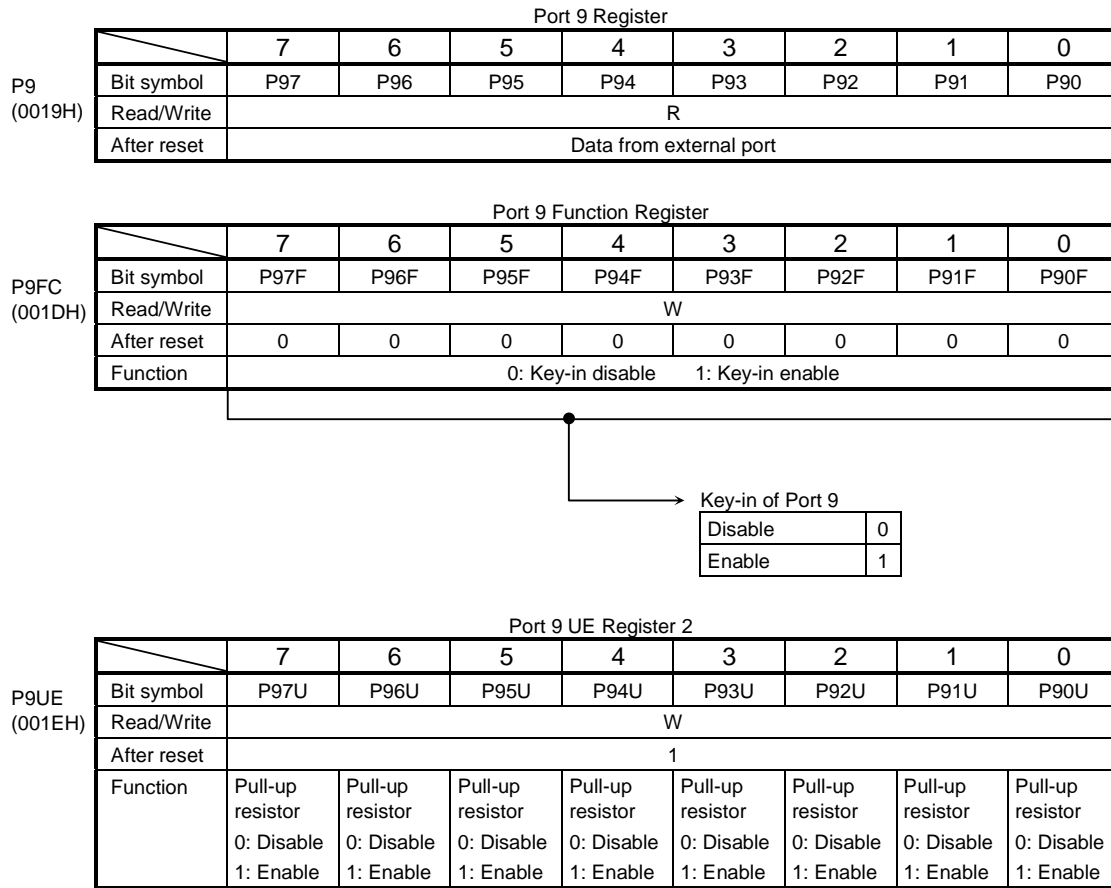 Port 9 Register
7 6 5 4 3 2 1 0
P9
(0019H)
Bit symbol P97 P96 P95 P94 P93 P92 P91 P90
Read/Write R
After reset Data from external port
Port 9 Function Register
7 6 5 4 3 2 1 0
P9FC
(001DH)
Bit symbol P97F P96F P95F P94F P93F P92F P91F P90F
Read/Write W
After reset 0 0 0 0 0 0 0 0
Function 0: Key-in disable 1: Key-in enable
Key-in of Port 9
Disable 0
Enable 1
Port 9 UE Register 2
7 6 5 4 3 2 1 0
P9UE
(001EH)
Bit symbol P97U P96U P95U P94U P93U P92U P91U P90U
Read/Write W
After reset 1
Function Pull-up Pull-up Pull-up Pull-up Pull-up Pull-up Pull-up Pull-up
resistor resistor resistor resistor resistor resistor resistor resistor
0: Disable 0: Disable 0: Disable 0: Disable 0: Disable 0: Disable 0: Disable 0: Disable
1: Enable 1: Enable 1: Enable 1: Enable 1: Enable 1: Enable 1: Enable 1: Enable